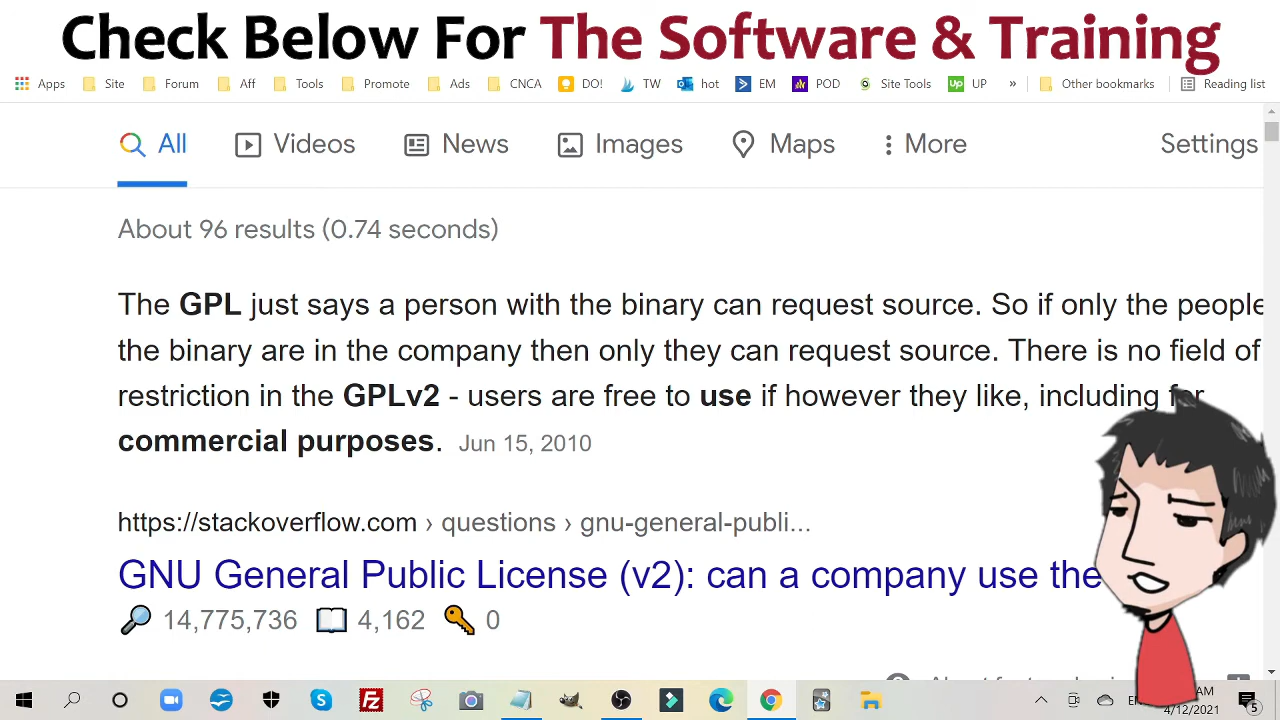 Check Below For The Software & Training
Apps Site Forum Aff Tools Promote Ads CNCA DO! TW hot EM POD Site Tools UP » Other bookmarks Reading list
All Videos News Images Maps More Settings
About 96 results (0.74 seconds)
The GPL just says a person with the binary can request source. So if only the people
the binary are in the company then only they can request source. There is no field of
restriction in the GPLv2 - users are free to use if however they like, including for
commercial purposes. Jun 15, 2010
https://stackoverflow.com › questions › gnu-general-publi...
GNU General Public License (v2): can a company use the
14,775,736 4,162 0
AM
4/12/2021 5